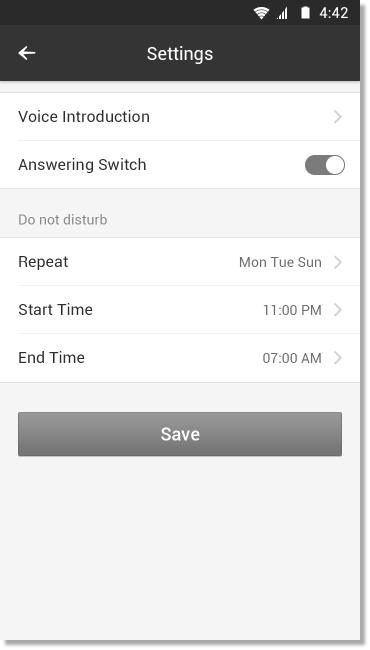 4:42
Settings
Voice Introduction
Answering Switch
Do not disturb
Repeat Mon Tue Sun
Start Time 11:00 PM
End Time 07:00 AM
Save